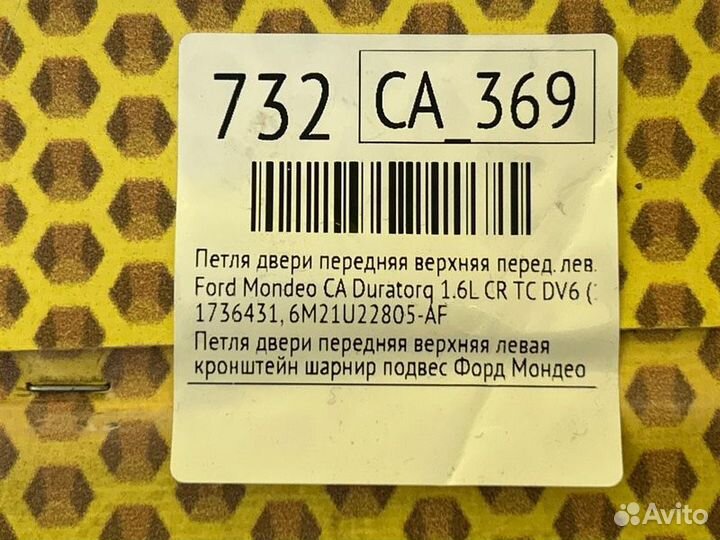 732 CA_369
Петля двери передняя верхняя перед. лев.
Ford Mondeo CA Duratorq 1.6L CR TC DV6 (
1736431, 6M21U22805-AF
Петля двери передняя верхняя левая
кронштейн шарнир подвес Форд Мондео
Avito